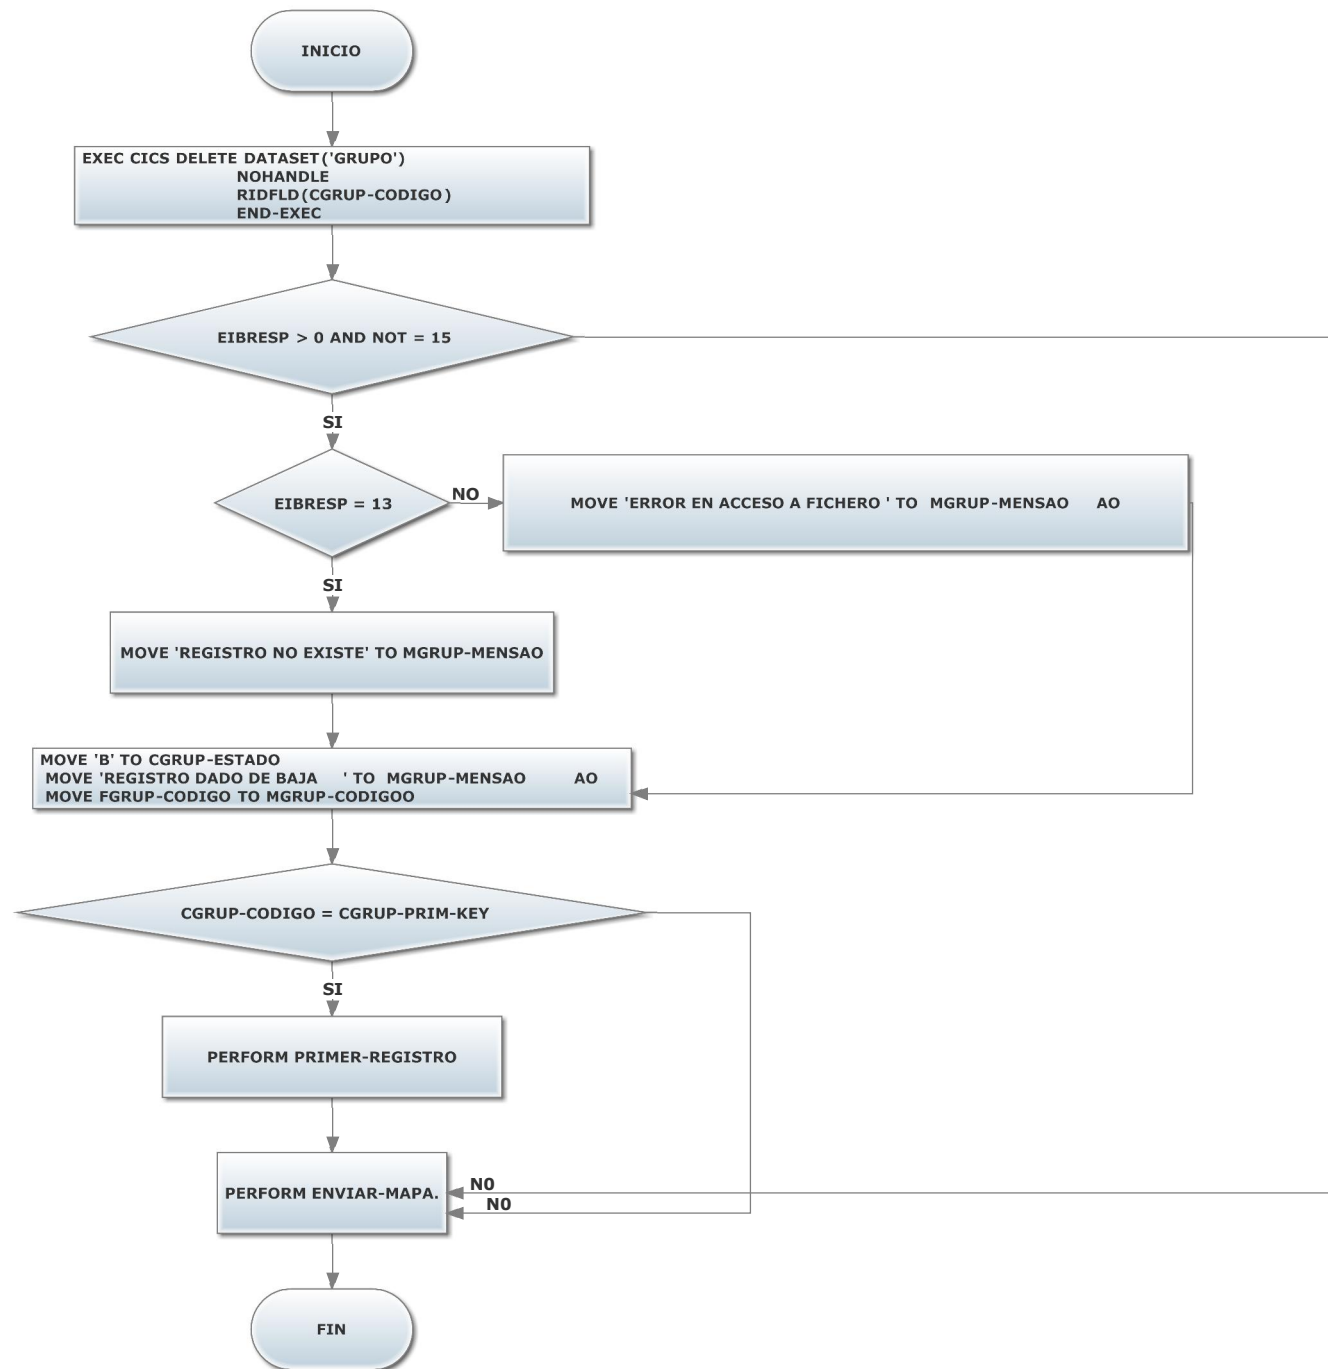 INICIO
EXEC CICS DELETE DATASET('GRUPO')
NOHANDLE
RIDFLD(CGRUP-CODIGO)
END-EXEC
EIBRESP > 0 AND NOT = 15
SI
EIBRESP = 13
NO
MOVE 'ERROR EN ACCESO A FICHERO ' TO MGRUP-MENSAO AO
SI
MOVE 'REGISTRO NO EXISTE' TO MGRUP-MENSAO
MOVE 'B' TO CGRUP-ESTADO
MOVE 'REGISTRO DADO DE BAJA ' TO MGRUP-MENSAO AO
MOVE FGRUP-CODIGO TO MGRUP-CODIGOO
CGRUP-CODIGO = CGRUP-PRIM-KEY
SI
PERFORM PRIMER-REGISTRO
PERFORM ENVIAR-MAPA.
N0
N0
FIN